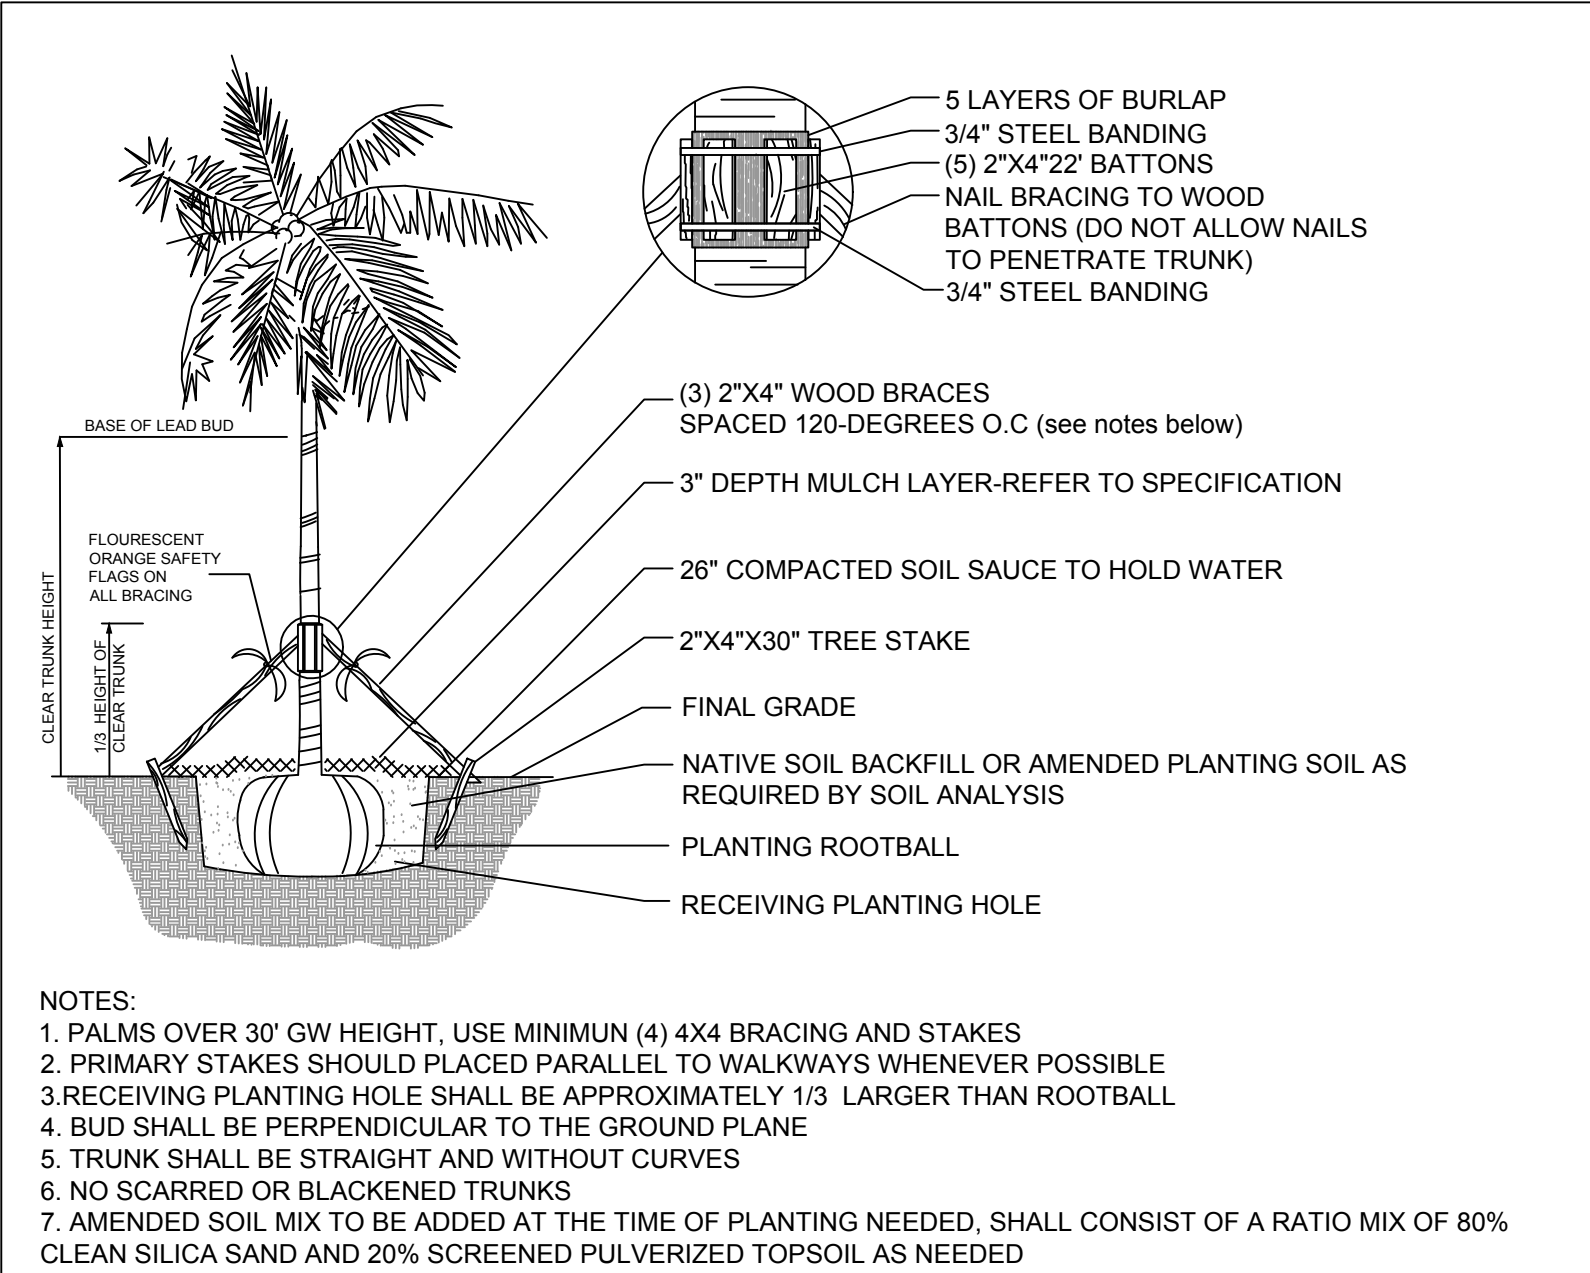 5 LAYERS OF BURLAP
3/4" STEEL BANDING
(5) 2"X4"22' BATTONS
NAIL BRACING TO WOOD
BATTONS (DO NOT ALLOW NAILS
TO PENETRATE TRUNK)
3/4" STEEL BANDING
(3) 2"X4" WOOD BRACES
SPACED 120-DEGREES O.C (see notes below)
3" DEPTH MULCH LAYER-REFER TO SPECIFICATION
26" COMPACTED SOIL SAUCE TO HOLD WATER
2"X4"X30" TREE STAKE
FINAL GRADE
NATIVE SOIL BACKFILL OR AMENDED PLANTING SOIL AS
REQUIRED BY SOIL ANALYSIS
PLANTING ROOTBALL
RECEIVING PLANTING HOLE
BASE OF LEAD BUD
FLOURESCENT
ORANGE SAFETY
FLAGS ON
ALL BRACING
CLEAR TRUNK HEIGHT
1/3 HEIGHT OF
CLEAR TRUNK
NOTES:
1. PALMS OVER 30' GW HEIGHT, USE MINIMUN (4) 4X4 BRACING AND STAKES
2. PRIMARY STAKES SHOULD PLACED PARALLEL TO WALKWAYS WHENEVER POSSIBLE
3.RECEIVING PLANTING HOLE SHALL BE APPROXIMATELY 1/3 LARGER THAN ROOTBALL
4. BUD SHALL BE PERPENDICULAR TO THE GROUND PLANE
5. TRUNK SHALL BE STRAIGHT AND WITHOUT CURVES
6. NO SCARRED OR BLACKENED TRUNKS
7. AMENDED SOIL MIX TO BE ADDED AT THE TIME OF PLANTING NEEDED, SHALL CONSIST OF A RATIO MIX OF 80%
CLEAN SILICA SAND AND 20% SCREENED PULVERIZED TOPSOIL AS NEEDED